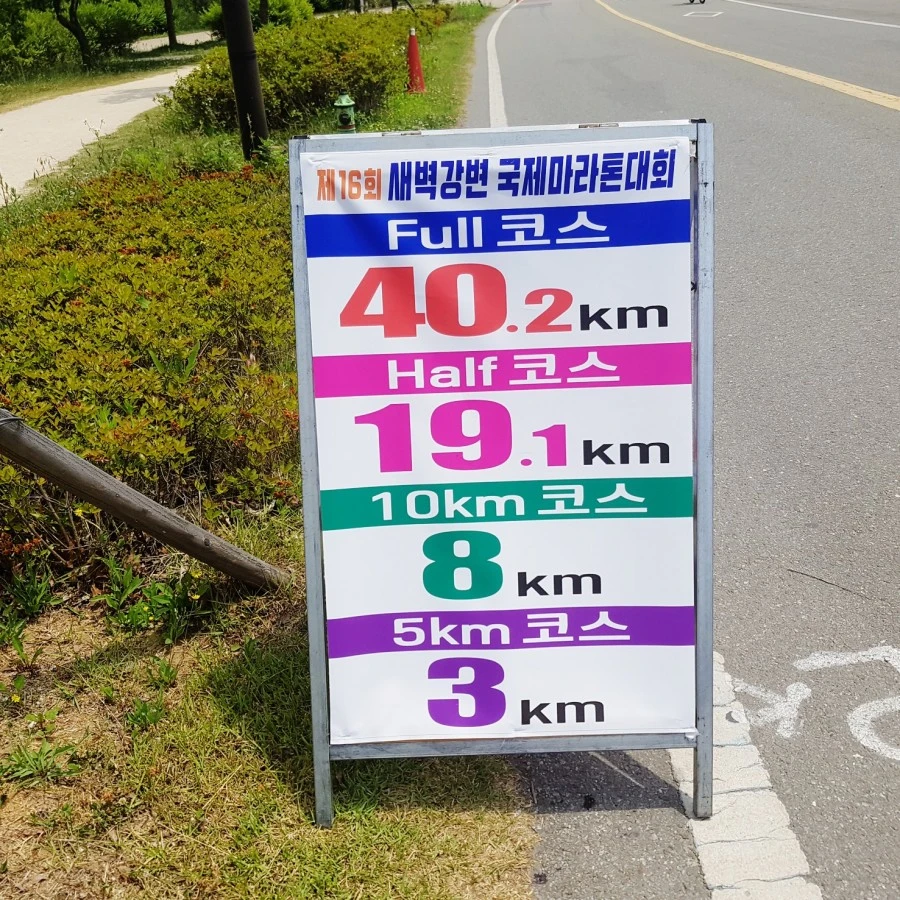 제16회 새벽강변 국제마라톤대회
Full 코스
40.2km
Half 코스
19.1km
10km 코스
8km
5km 코스
3km